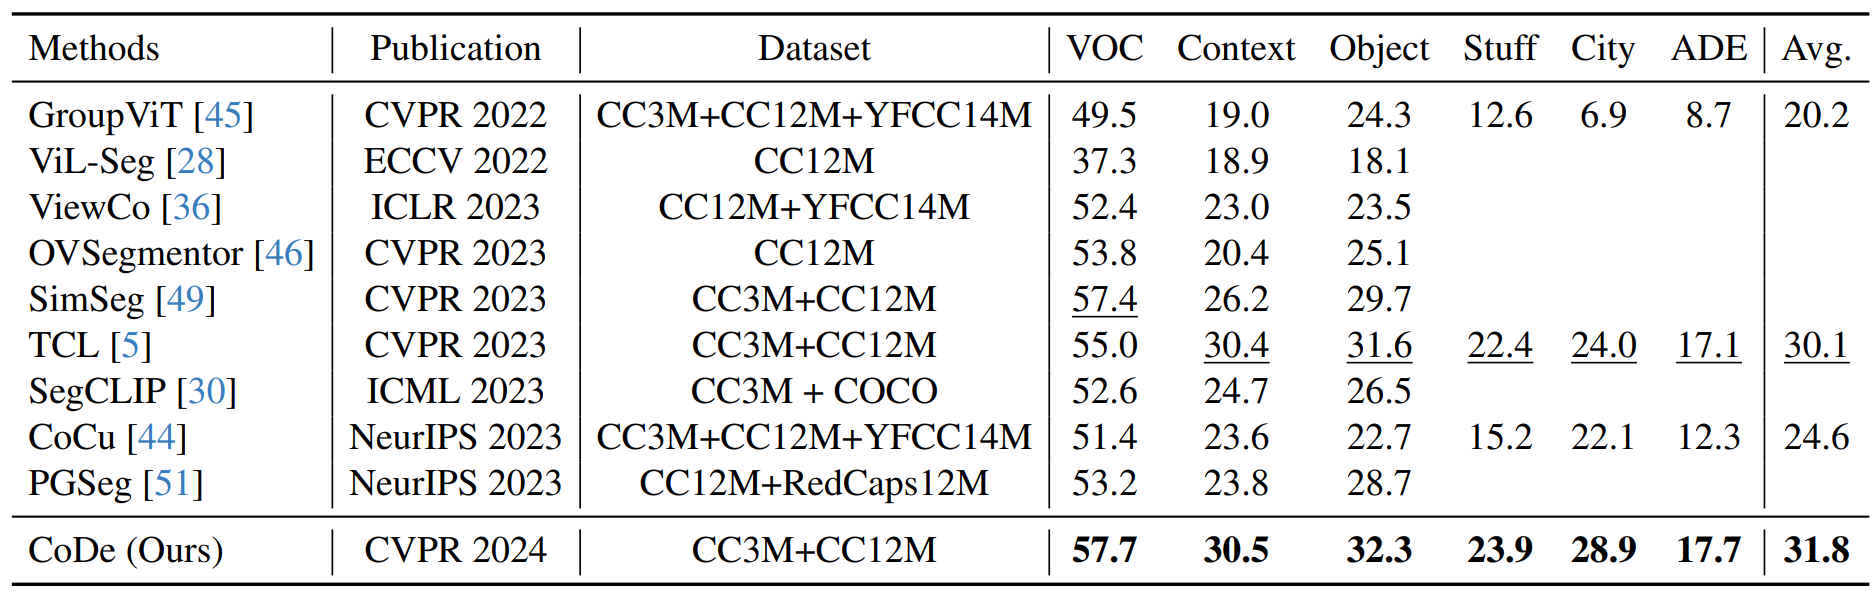 Methods Publication Dataset VOC Context Object Stuff City ADE Avg.
GroupViT [45] CVPR 2022 CC3M+CC12M+YFCC14M 49.5 19.0 24.3 12.6 6.9 8.7 20.2
ViL-Seg [28] ECCV 2022 CC12M 37.3 18.9 18.1
ViewCo [36] ICLR 2023 CC12M+YFCC14M 52.4 23.0 23.5
OVSegmentor [46] CVPR 2023 CC12M 53.8 20.4 25.1
SimSeg [49] CVPR 2023 CC3M+CC12M 57.4 26.2 29.7
TCL [5] CVPR 2023 CC3M+CC12M 55.0 30.4 31.6 22.4 24.0 17.1 30.1
SegCLIP [30] ICML 2023 CC3M + COCO 52.6 24.7 26.5
CoCu [44] NeurIPS 2023 CC3M+CC12M+YFCC14M 51.4 23.6 22.7 15.2 22.1 12.3 24.6
PGSeg [51] NeurIPS 2023 CC12M+RedCaps12M 53.2 23.8 28.7
CoDe (Ours) CVPR 2024 CC3M+CC12M 57.7 30.5 32.3 23.9 28.9 17.7 31.8